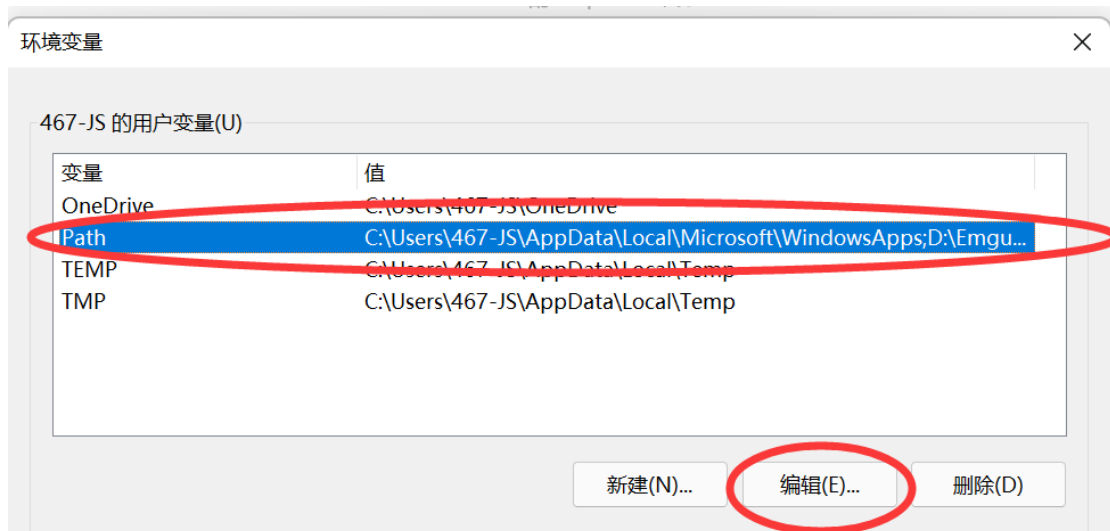 环境变量
467-JS 的用户变量(U)
变量 值
OneDrive C:\Users\467-JS\OneDrive
Path C:\Users\467-JS\AppData\Local\Microsoft\WindowsApps;D:\Emgu...
TEMP C:\Users\467-JS\AppData\Local\Temp
TMP C:\Users\467-JS\AppData\Local\Temp
新建(N)... 编辑(E)... 删除(D)